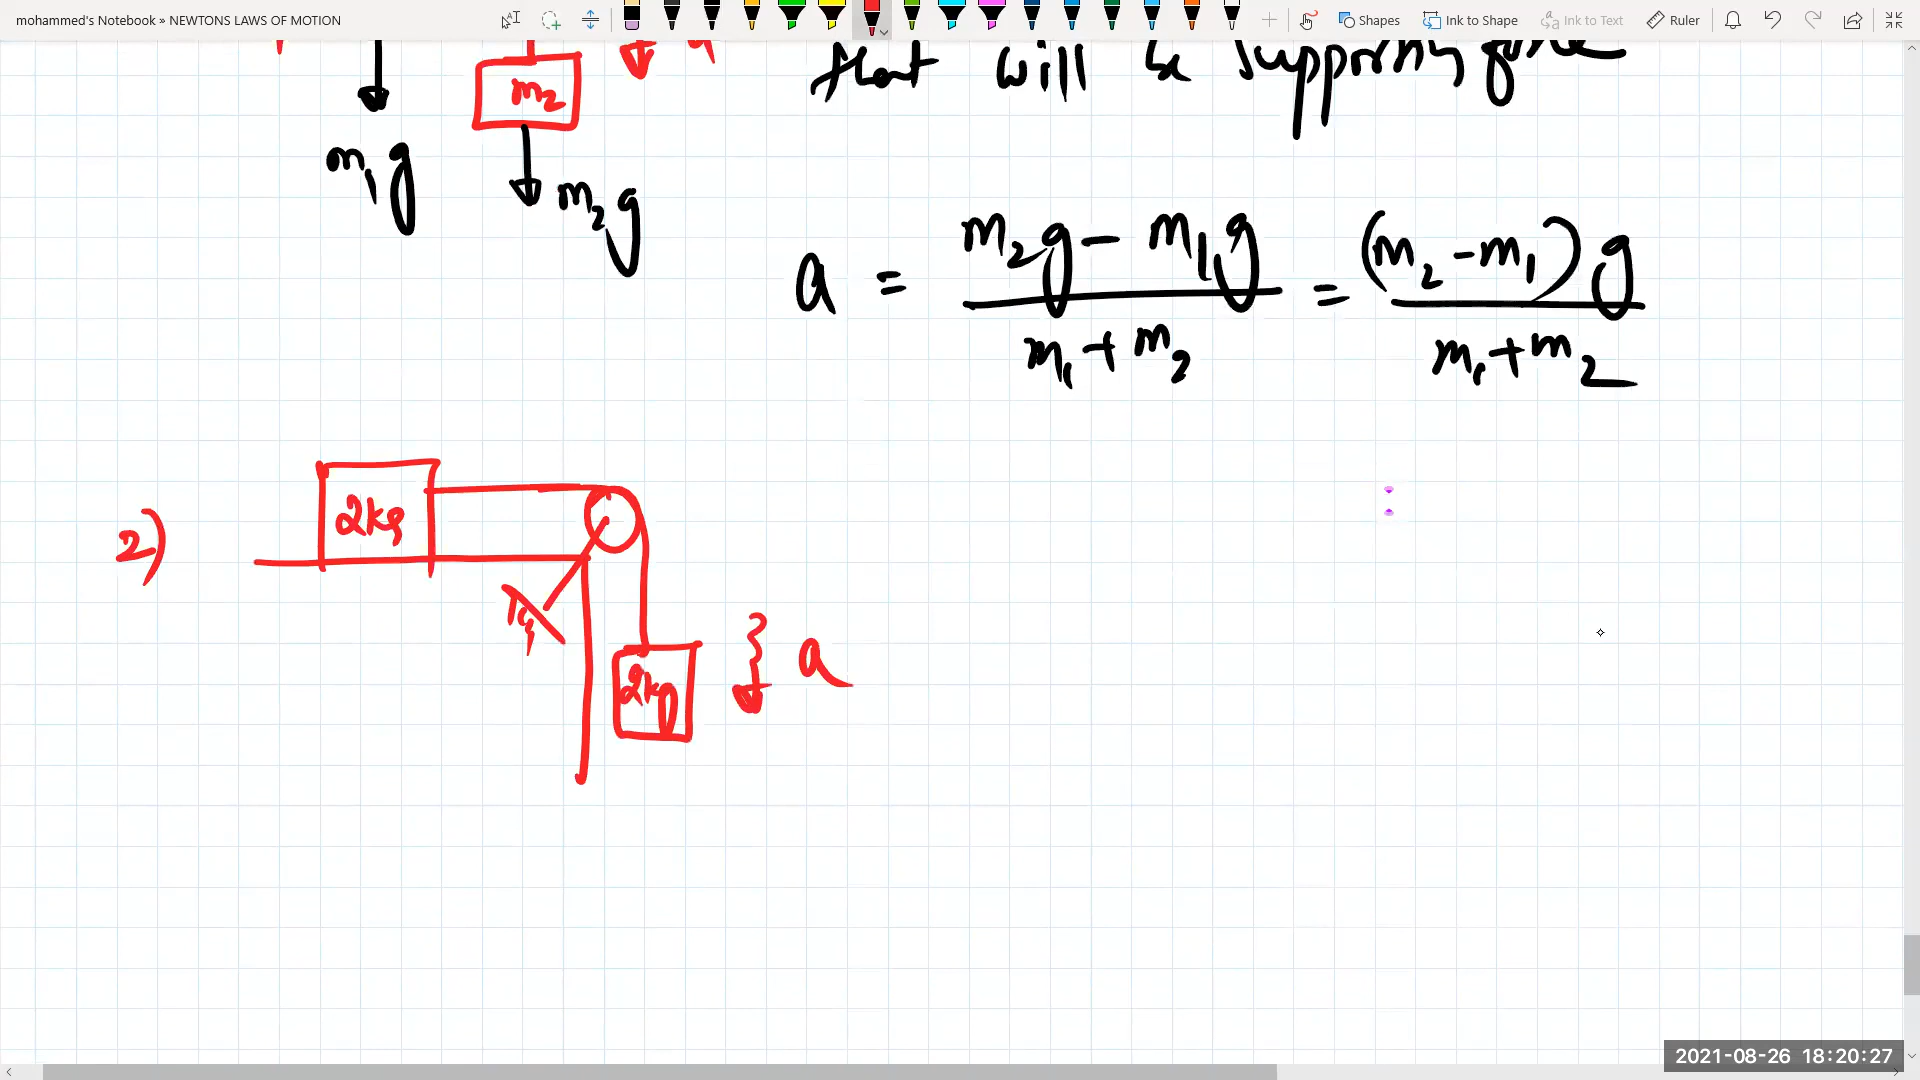 mohammed's Notebook » NEWTONS LAWS OF MOTION
Shapes
Ink to Shape
Ink to Text
Ruler
that will be supporting force
m₂
a
m₁g
m₂g
a = m₂g - m₁g / m₁+m₂ = (m₂-m₁)g / m₁+m₂
2)
2kg
2kg
a
2021-08-26 18:20:27